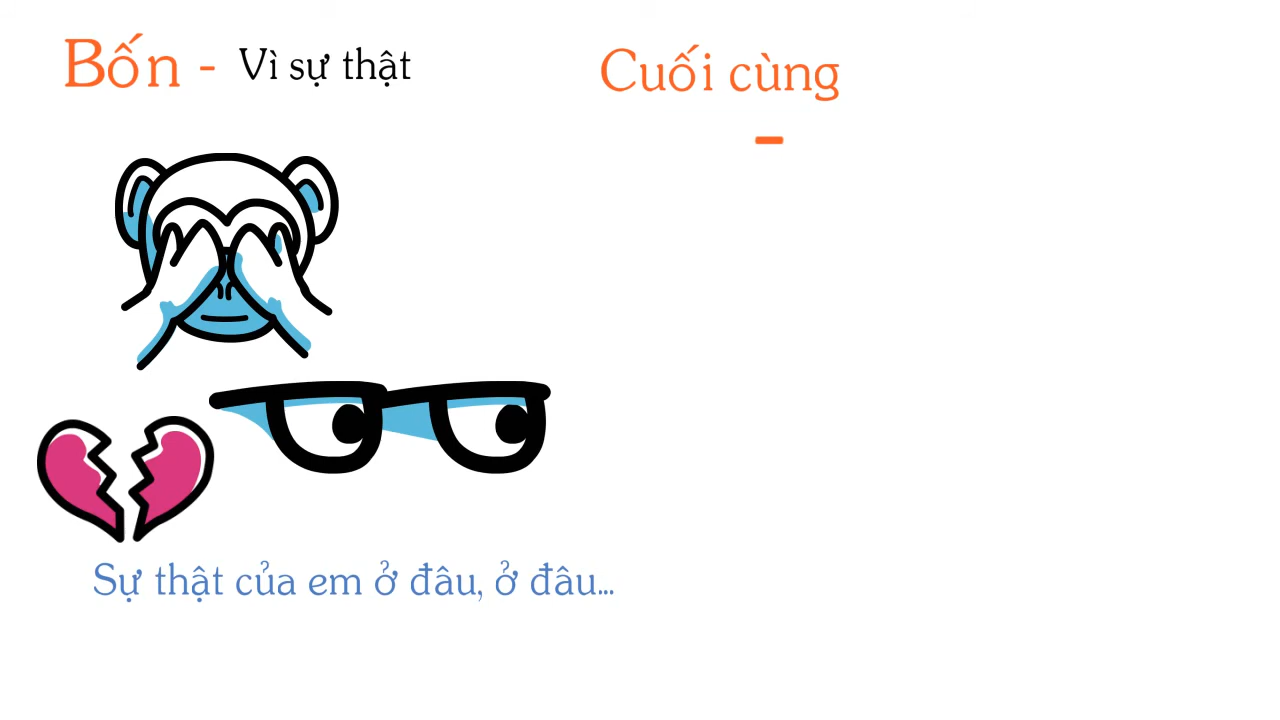 Bốn - Vì sự thật
Cuối cùng
-
Sự thật của em ở đâu, ở đâu...